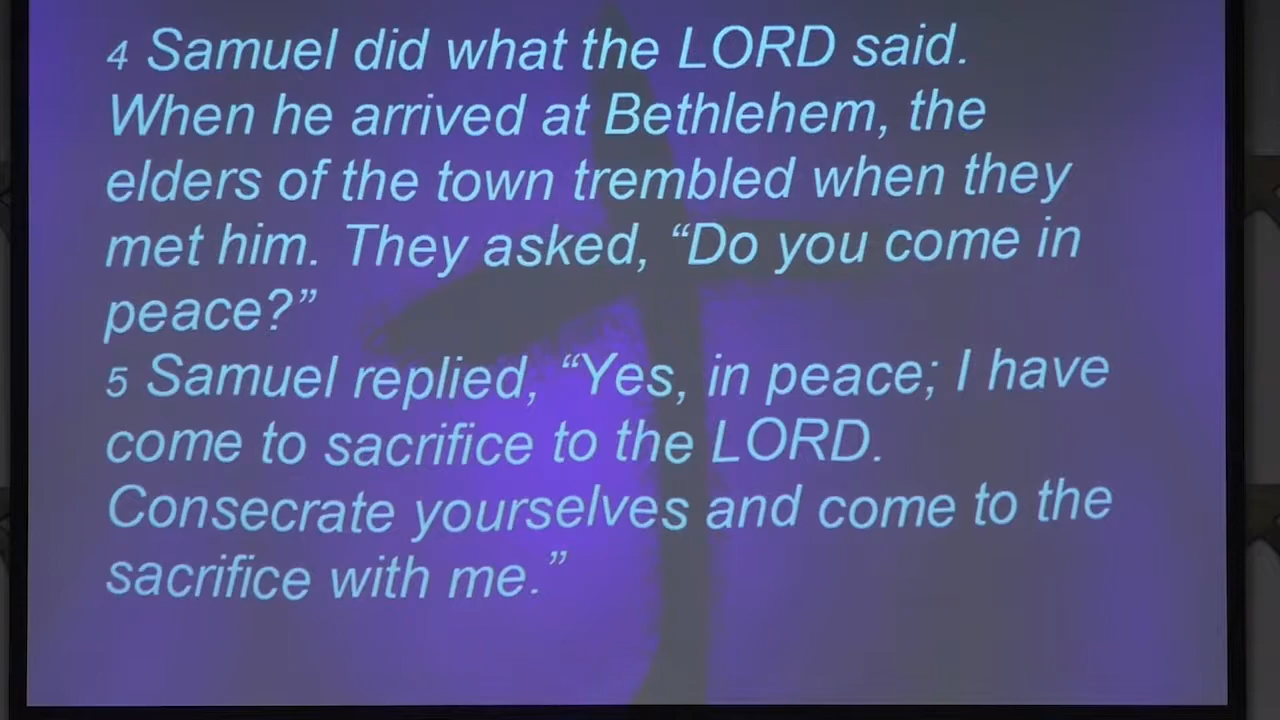 4 Samuel did what the LORD said.
When he arrived at Bethlehem, the
elders of the town trembled when they
met him. They asked, “Do you come in
peace?”
5 Samuel replied, “Yes, in peace; I have
come to sacrifice to the LORD.
Consecrate yourselves and come to the
sacrifice with me.”